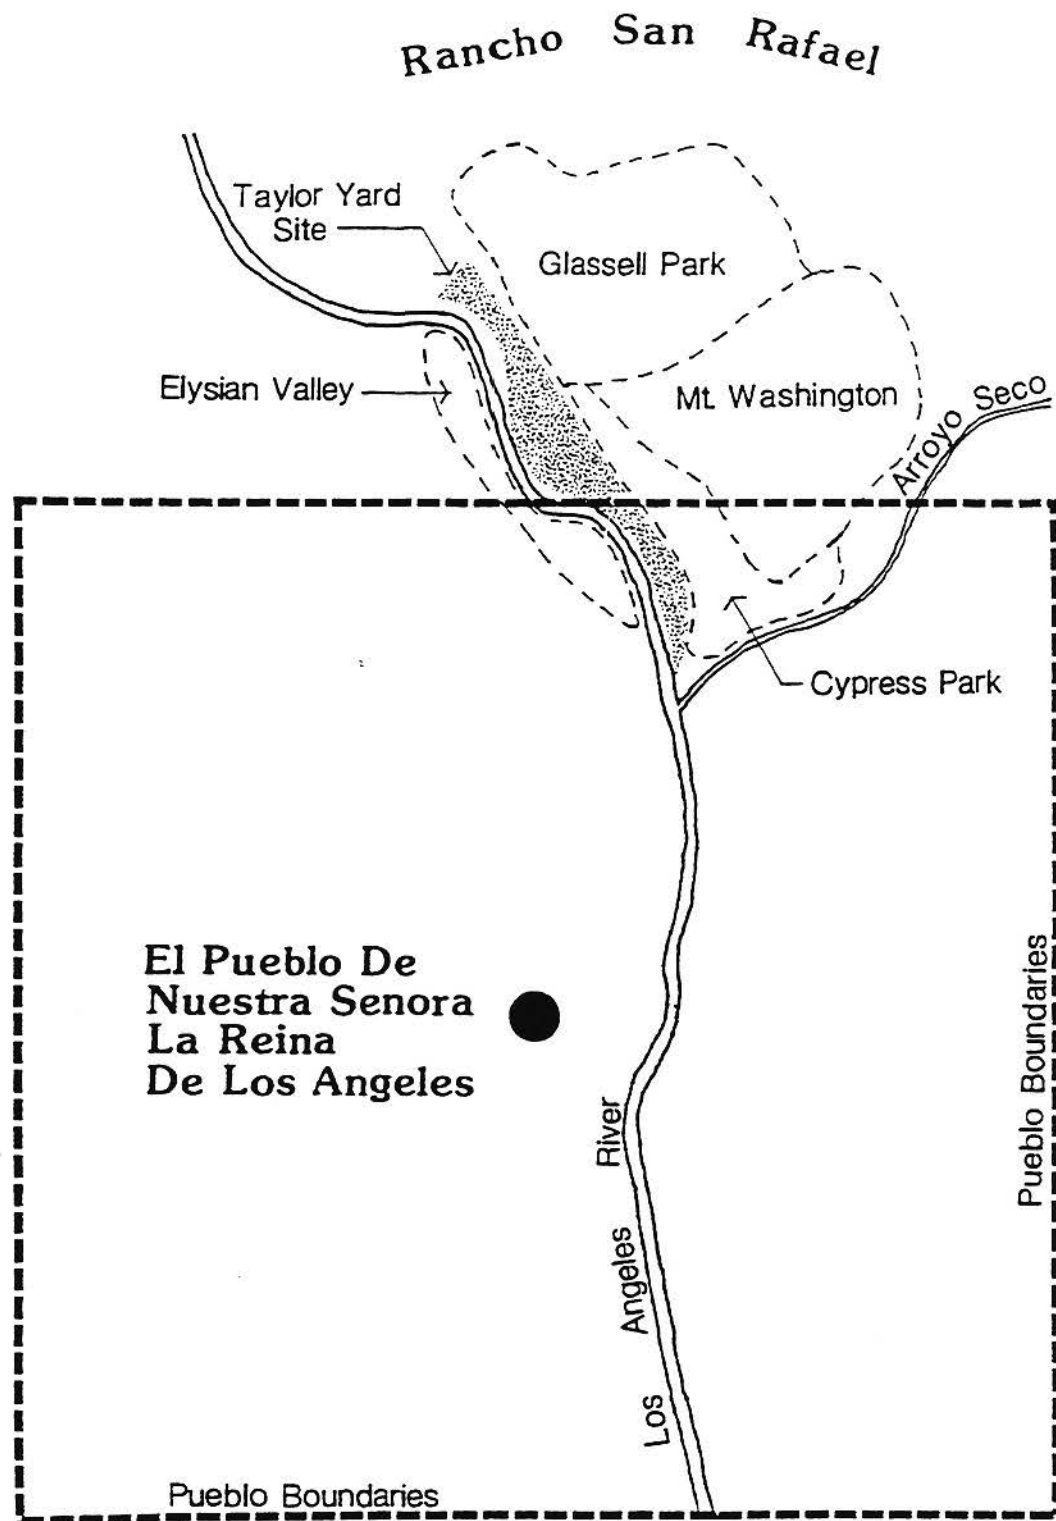 Rancho San Rafael
Taylor Yard
Site
Glassell Park
Elysian Valley
Mt. Washington
Arroyo Seco
Cypress Park
El Pueblo De
Nuestra Senora
La Reina
De Los Angeles
Pueblo Boundaries
Los Angeles River
Pueblo Boundaries